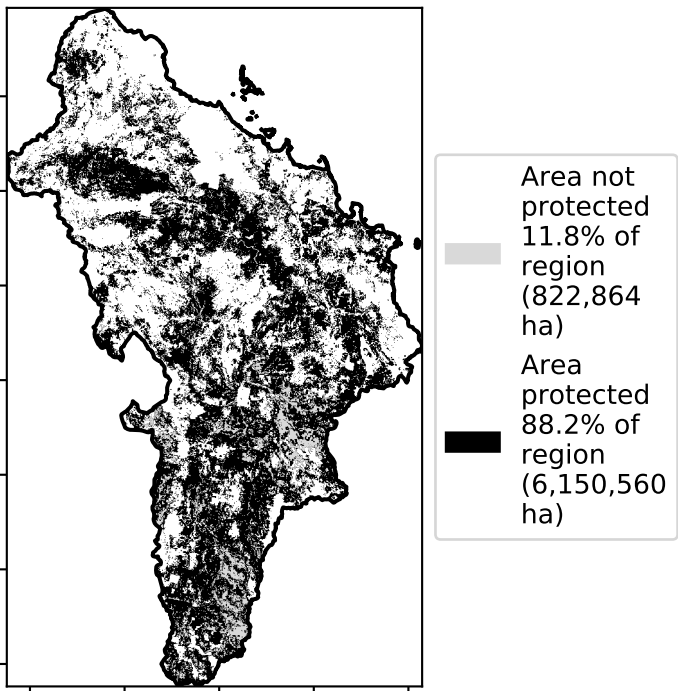 Area not
protected
11.8% of
region
(822,864
ha)
Area
protected
88.2% of
region
(6,150,560
ha)